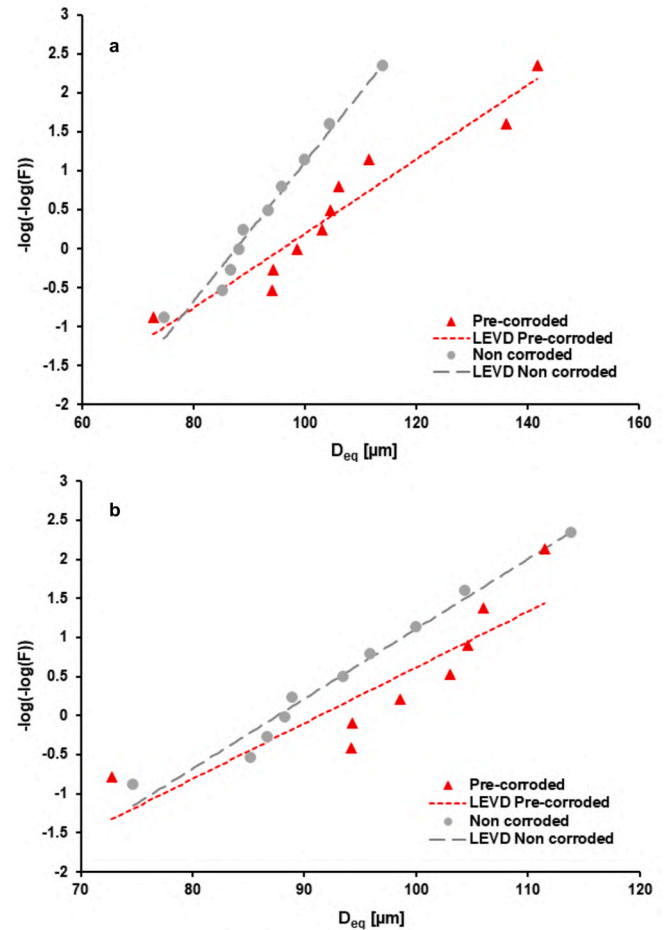 a
3
2.5
2
1.5
1
0.5
0
-0.5
-1
-1.5
-2
-log(-log(F))
60 80 100 120 140 160
Deq [µm]
Pre-corroded
LEVD Pre-corroded
Non corroded
LEVD Non corroded
b
3
2.5
2
1.5
1
0.5
0
-0.5
-1
-1.5
-2
-log(-log(F))
70 80 90 100 110 120
Deq [µm]
Pre-corroded
LEVD Pre-corroded
Non corroded
LEVD Non corroded